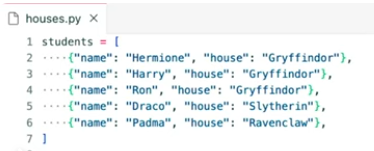 houses.py ×
1 students = [
2 ····{"name": "Hermione", "house": "Gryffindor"},
3 ····{"name": "Harry", "house": "Gryffindor"},
4 ····{"name": "Ron", "house": "Gryffindor"},
5 ····{"name": "Draco", "house": "Slytherin"},
6 ····{"name": "Padma", "house": "Ravenclaw"},
7 ]